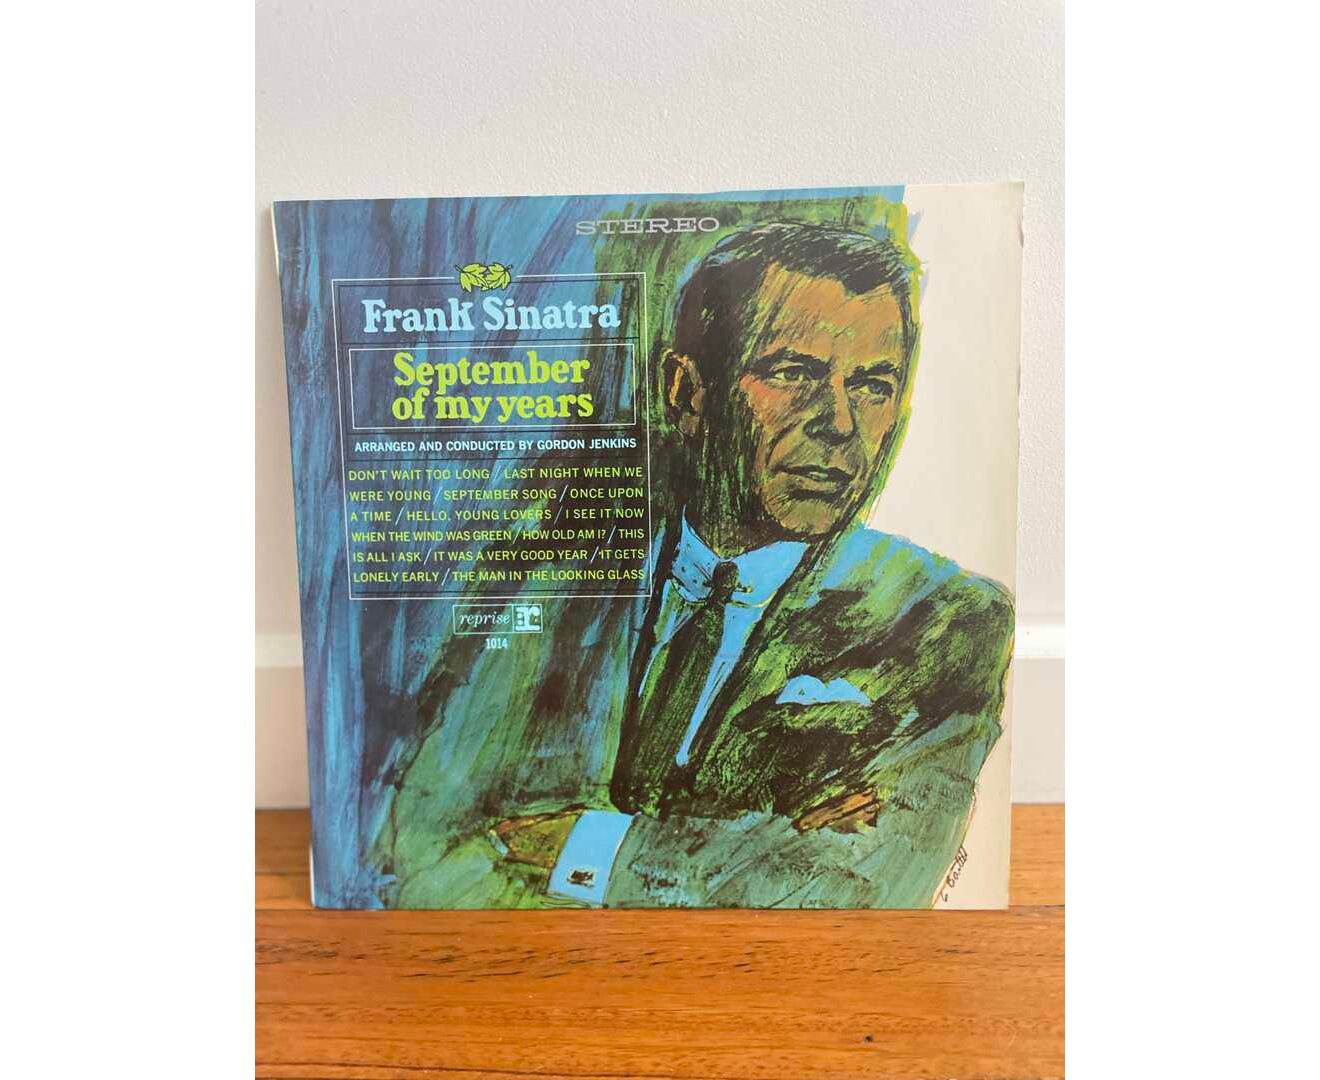 STEREO
Frank Sinatra
September
of my years
ARRANGED AND CONDUCTED BY GORDON JENKINS
DON'T WAIT TOO LONG / LAST NIGHT WHEN WE
WERE YOUNG / SEPTEMBER SONG / ONCE UPON
A TIME / HELLO, YOUNG LOVERS / I SEE IT NOW
WHEN THE WIND WAS GREEN / HOW OLD AM I? / THIS
IS ALL I ASK / IT WAS A VERY GOOD YEAR / IT GETS
LONELY EARLY / THE MAN IN THE LOOKING GLASS
reprise
1014